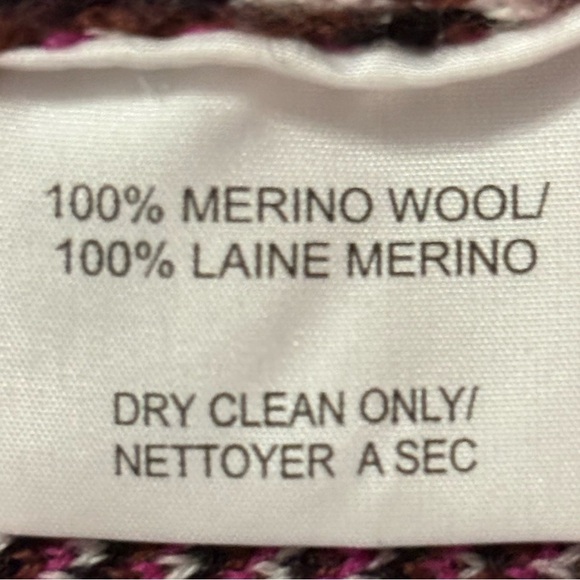 100% MERINO WOOL/
100% LAINE MERINO
DRY CLEAN ONLY/
NETTOYER A SEC